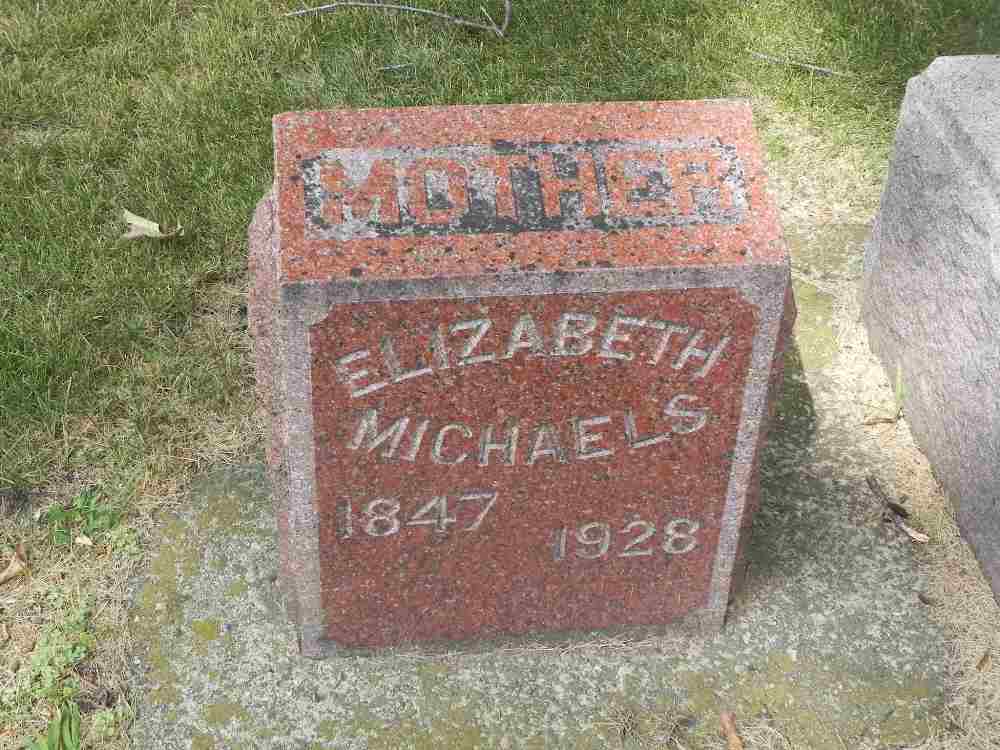 MOTHER
ELIZABETH
MICHAELS
1847 1928